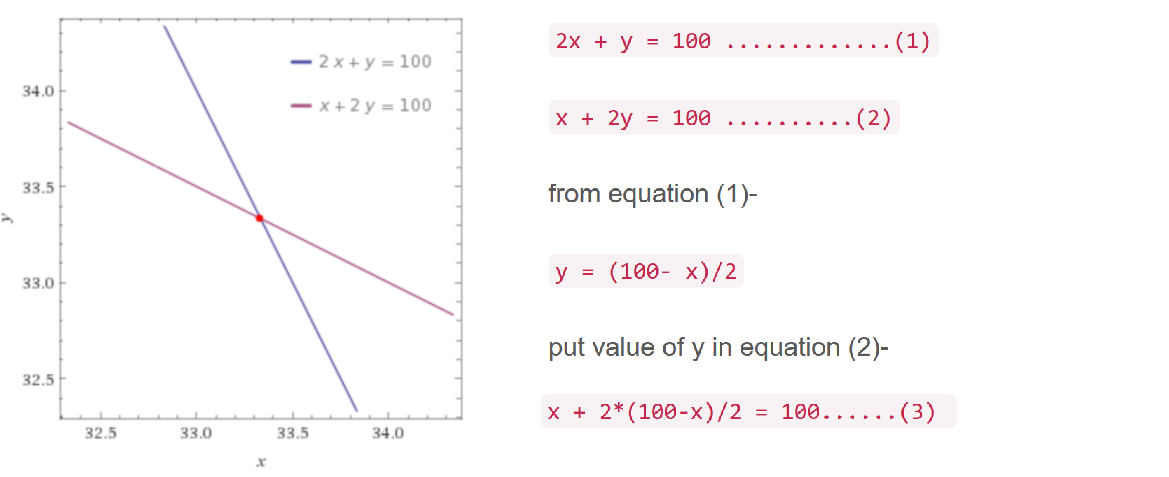 34.0
33.5
33.0
32.5
y
32.5 33.0 33.5 34.0
x
2 x + y = 100
x + 2 y = 100
2x + y = 100 .............(1)
x + 2y = 100 ..........(2)
from equation (1)-
y = (100- x)/2
put value of y in equation (2)-
x + 2*(100-x)/2 = 100......(3)